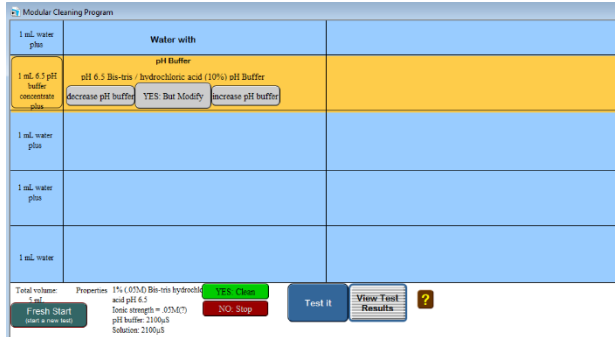 Modular Cleaning Program
1 mL water
plus
Water with
1 mL 6.5 pH
buffer
concentrate
plus
pH Buffer
pH 6.5 Bis-tris / hydrochloric acid (10%) pH Buffer
decrease pH buffer
YES: But Modify
increase pH buffer
1 mL water
plus
1 mL water
plus
1 mL water
Total volume:
5 mL
Fresh Start
(start a new test)
Properties
1% (.05M) Bis-tris hydrochlo
acid pH 6.5
Ionic strength = .05M(?)
pH buffer: 2100µS
Solution: 2100µS
YES: Clean
NO: Stop
Test it
View Test
Results
?